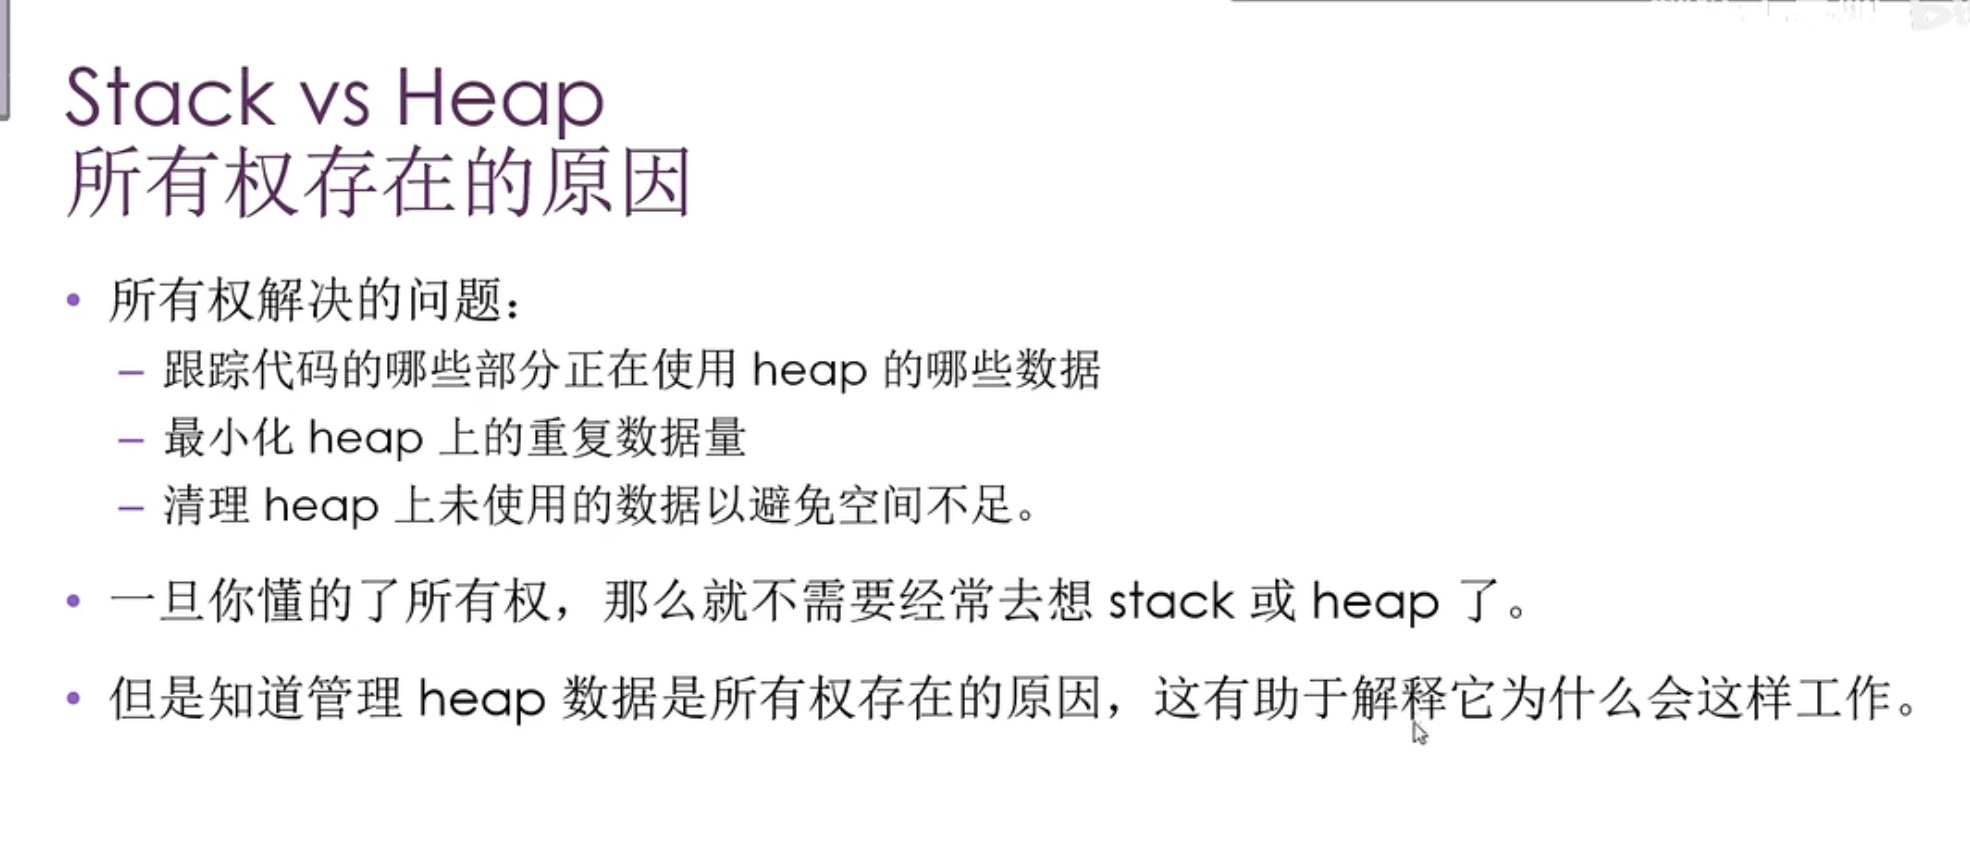 Stack vs Heap
所有权存在的原因
• 所有权解决的问题：
– 跟踪代码的哪些部分正在使用 heap 的哪些数据
– 最小化 heap 上的重复数据量
– 清理 heap 上未使用的数据以避免空间不足。
• 一旦你懂的了所有权，那么就不需要经常去想 stack 或 heap 了。
• 但是知道管理 heap 数据是所有权存在的原因，这有助于解释它为什么会这样工作。